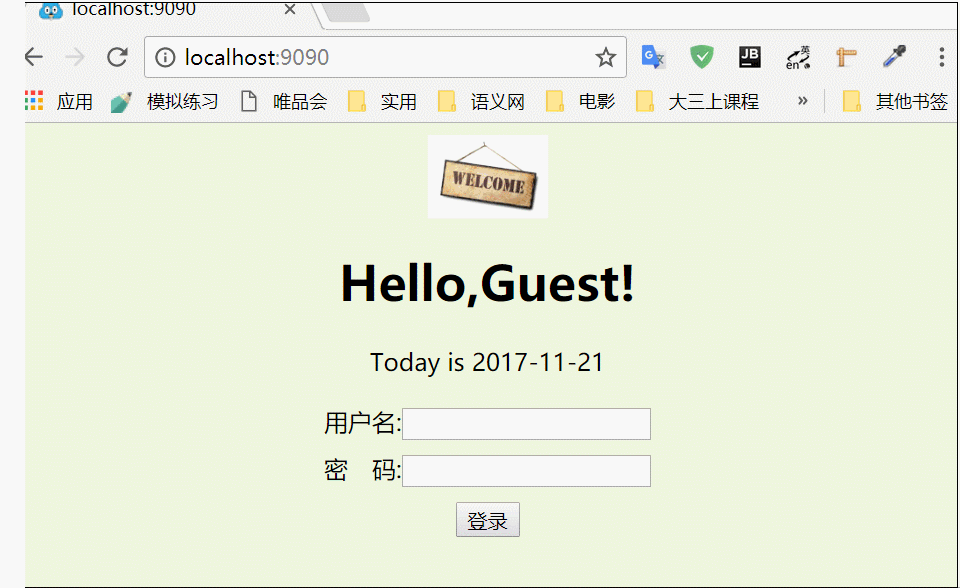 localhost:9090
localhost:9090
应用 模拟练习 唯品会 实用 语义网 电影 大三上课程 » 其他书签
WELCOME
Hello,Guest!
Today is 2017-11-21
用户名:
密 码:
登录